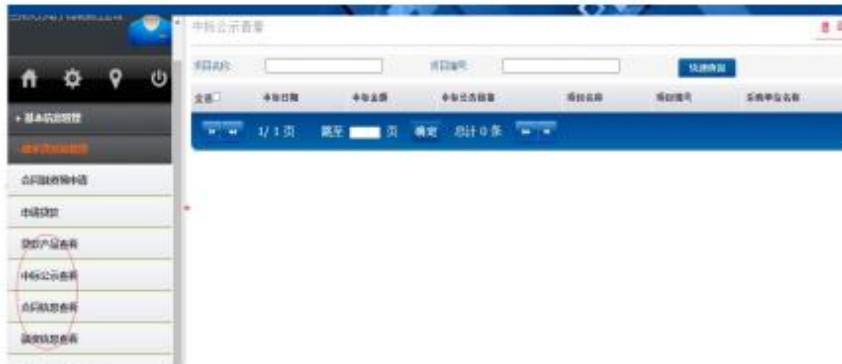 中标公示查看
项目名称: 项目编号: 快速查询
全选 中标日期 中标金额 中标公告链接 项目名称 项目编号 采购单位名称
1/1页 跳至 页 确定 总计0条
+ 基本信息管理
合同融资预申请
申请贷款
贷款产品查看
中标公示查看
合同信息查看
融资信息查看